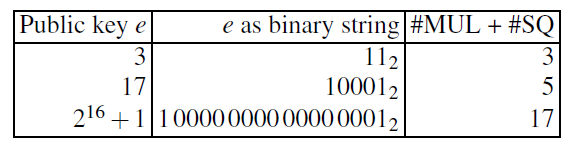 Public key e e as binary string #MUL + #SQ
3 11₂ 3
17 10001₂ 5
2¹⁶ + 1 1 0000 0000 0000 0001₂ 17